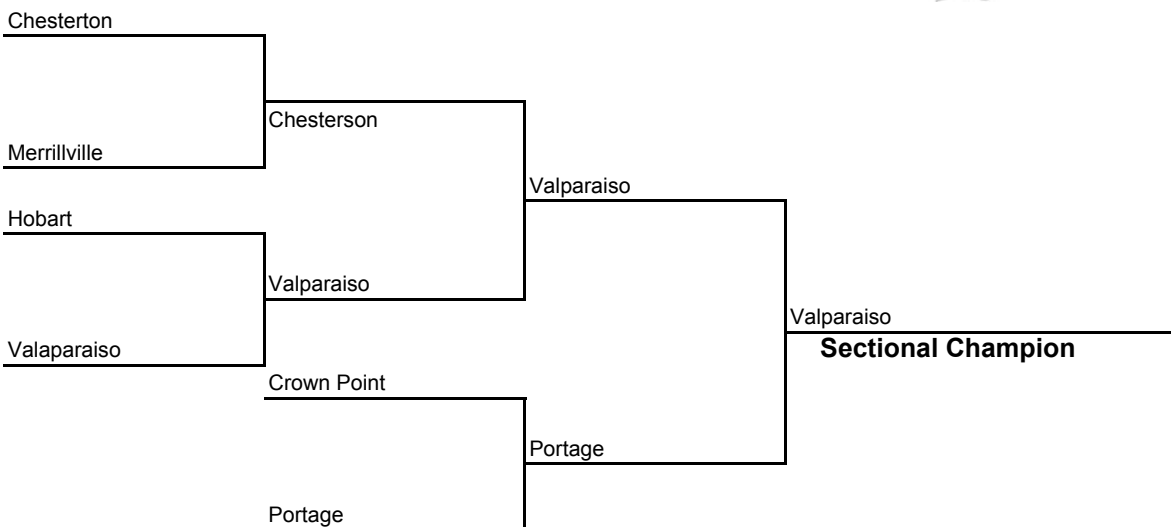 Chesterton
Chesterson
Merrillville
Valparaiso
Hobart
Valparaiso
Valparaiso
Valaparaiso
Sectional Champion
Crown Point
Portage
Portage